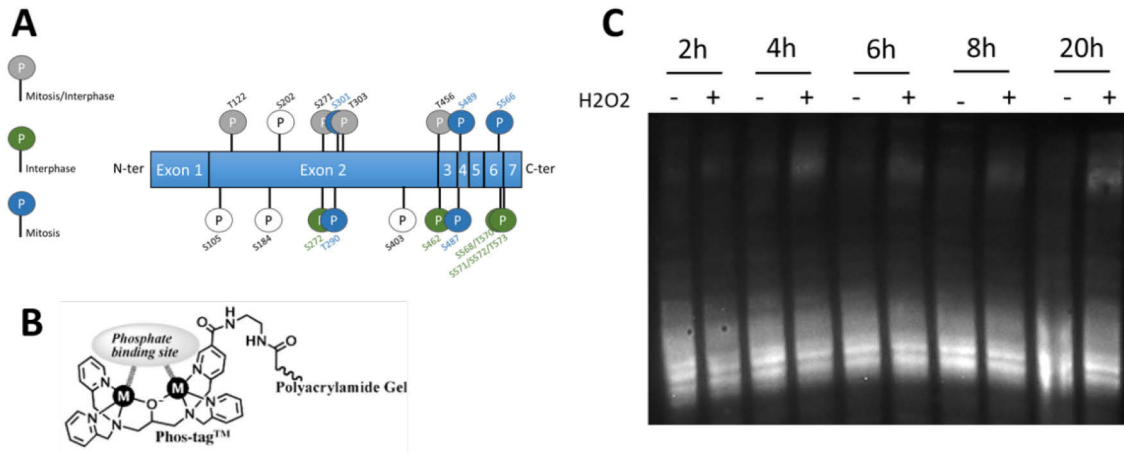 A
P
Mitosis/Interphase
P
Interphase
P
Mitosis
T122
S202
S271
S301
T303
T456
S489
S566
P P P P P P P
N-ter Exon 1 Exon 2 3 4 5 6 7 C-ter
P P P P P P P P
S105
S184
S272
T290
S403
S462
S487
S568/T570
S571/S572/T573
B
Phosphate
binding site
O
H
N
N
NH
O
M
M
N
N
O-
N
N
N
N
Polyacrylamide Gel
Phos-tag™
C
2h 4h 6h 8h 20h
H2O2 - + - + - + - + - +